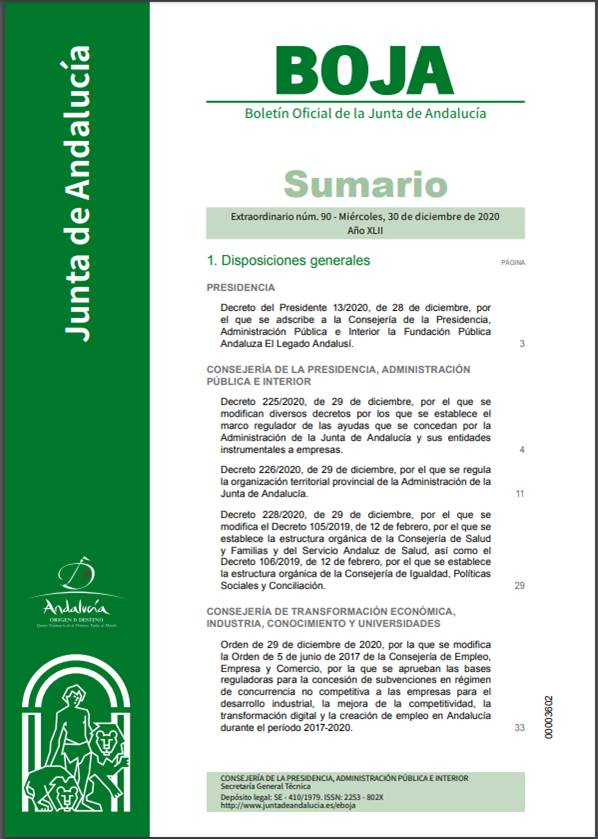 Junta de Andalucía
BOJA
Boletín Oficial de la Junta de Andalucía
Sumario
Extraordinario núm. 90 - Miércoles, 30 de diciembre de 2020
Año XLII
1. Disposiciones generales
PÁGINA
PRESIDENCIA
Decreto del Presidente 13/2020, de 28 de diciembre, por
el que se adscribe a la Consejería de la Presidencia,
Administración Pública e Interior la Fundación Pública
Andaluza El Legado Andalusí. 3
CONSEJERÍA DE LA PRESIDENCIA, ADMINISTRACIÓN
PÚBLICA E INTERIOR
Decreto 225/2020, de 29 de diciembre, por el que se
modifican diversos decretos por los que se establece el
marco regulador de las ayudas que se concedan por la
Administración de la Junta de Andalucía y sus entidades
instrumentales a empresas. 4
Decreto 226/2020, de 29 de diciembre, por el que se regula
la organización territorial provincial de la Administración de la
Junta de Andalucía. 11
Decreto 228/2020, de 29 de diciembre, por el que se
modifica el Decreto 105/2019, de 12 de febrero, por el que se
establece la estructura orgánica de la Consejería de Salud
y Familias y del Servicio Andaluz de Salud, así como el
Decreto 106/2019, de 12 de febrero, por el que se establece
la estructura orgánica de la Consejería de Igualdad, Políticas
Sociales y Conciliación. 29
CONSEJERÍA DE TRANSFORMACIÓN ECONÓMICA,
INDUSTRIA, CONOCIMIENTO Y UNIVERSIDADES
Orden de 29 de diciembre de 2020, por la que se modifica
la Orden de 5 de junio de 2017 de la Consejería de Empleo,
Empresa y Comercio, por la que se aprueban las bases
reguladoras para la concesión de subvenciones en régimen
de concurrencia no competitiva a las empresas para el
desarrollo industrial, la mejora de la competitividad, la
transformación digital y la creación de empleo en Andalucía
durante el período 2017-2020. 33
00003602
Andalucía
ORIGEN & DESTINO
CONSEJERÍA DE LA PRESIDENCIA, ADMINISTRACIÓN PÚBLICA E INTERIOR
Secretaría General Técnica
Depósito legal: SE - 410/1979. ISSN: 2253 - 802X
http://www.juntadeandalucia.es/eboja